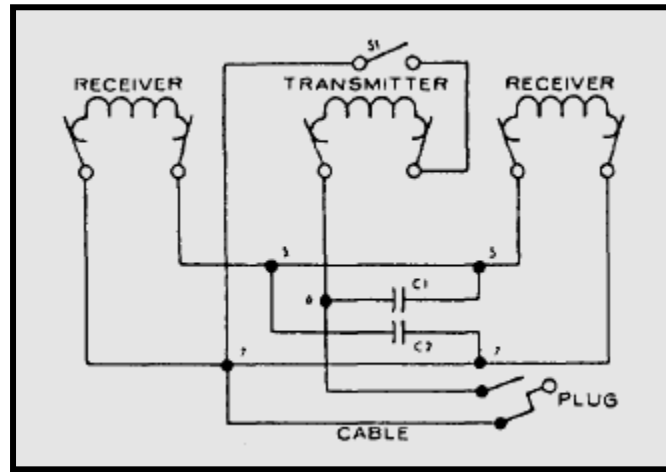 S1
RECEIVER TRANSMITTER RECEIVER
5 5
6 C1
C2
7 7
PLUG
CABLE